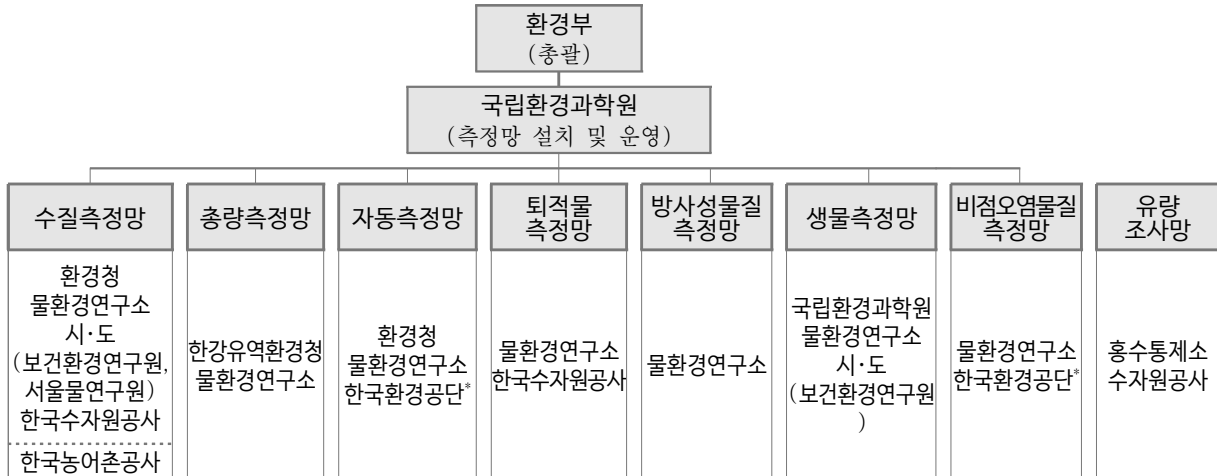 환경부
(총괄)
국립환경과학원
(측정망 설치 및 운영)
수질측정망
총량측정망
자동측정망
퇴적물
측정망
방사성물질
측정망
생물측정망
비점오염물질
측정망
유량
조사망
환경청
물환경연구소
시·도
(보건환경연구원,
서울물연구원)
한국수자원공사
한국농어촌공사
한강유역환경청
물환경연구소
환경청
물환경연구소
한국환경공단*
물환경연구소
한국수자원공사
물환경연구소
국립환경과학원
물환경연구소
시·도
(보건환경연구원
)
물환경연구소
한국환경공단*
홍수통제소
수자원공사